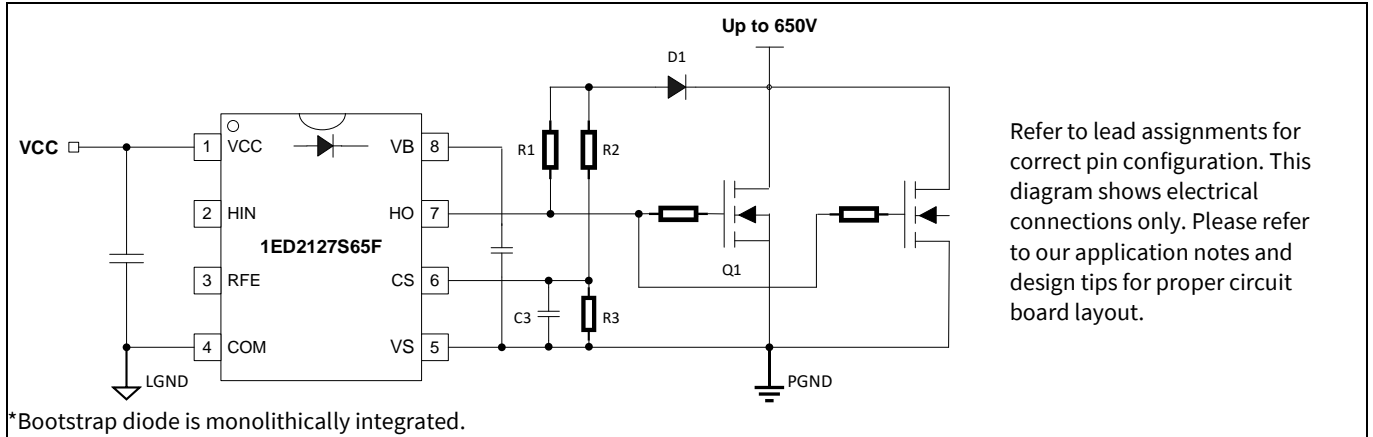 Up to 650V
D1
VCC
1 VCC
VB 8
R1
R2
2 HIN
HO 7
1ED2127S65F
Q1
3 RFE
CS 6
C3
R3
4 COM
VS 5
LGND
PGND
Refer to lead assignments for
correct pin configuration. This
diagram shows electrical
connections only. Please refer
to our application notes and
design tips for proper circuit
board layout.
*Bootstrap diode is monolithically integrated.